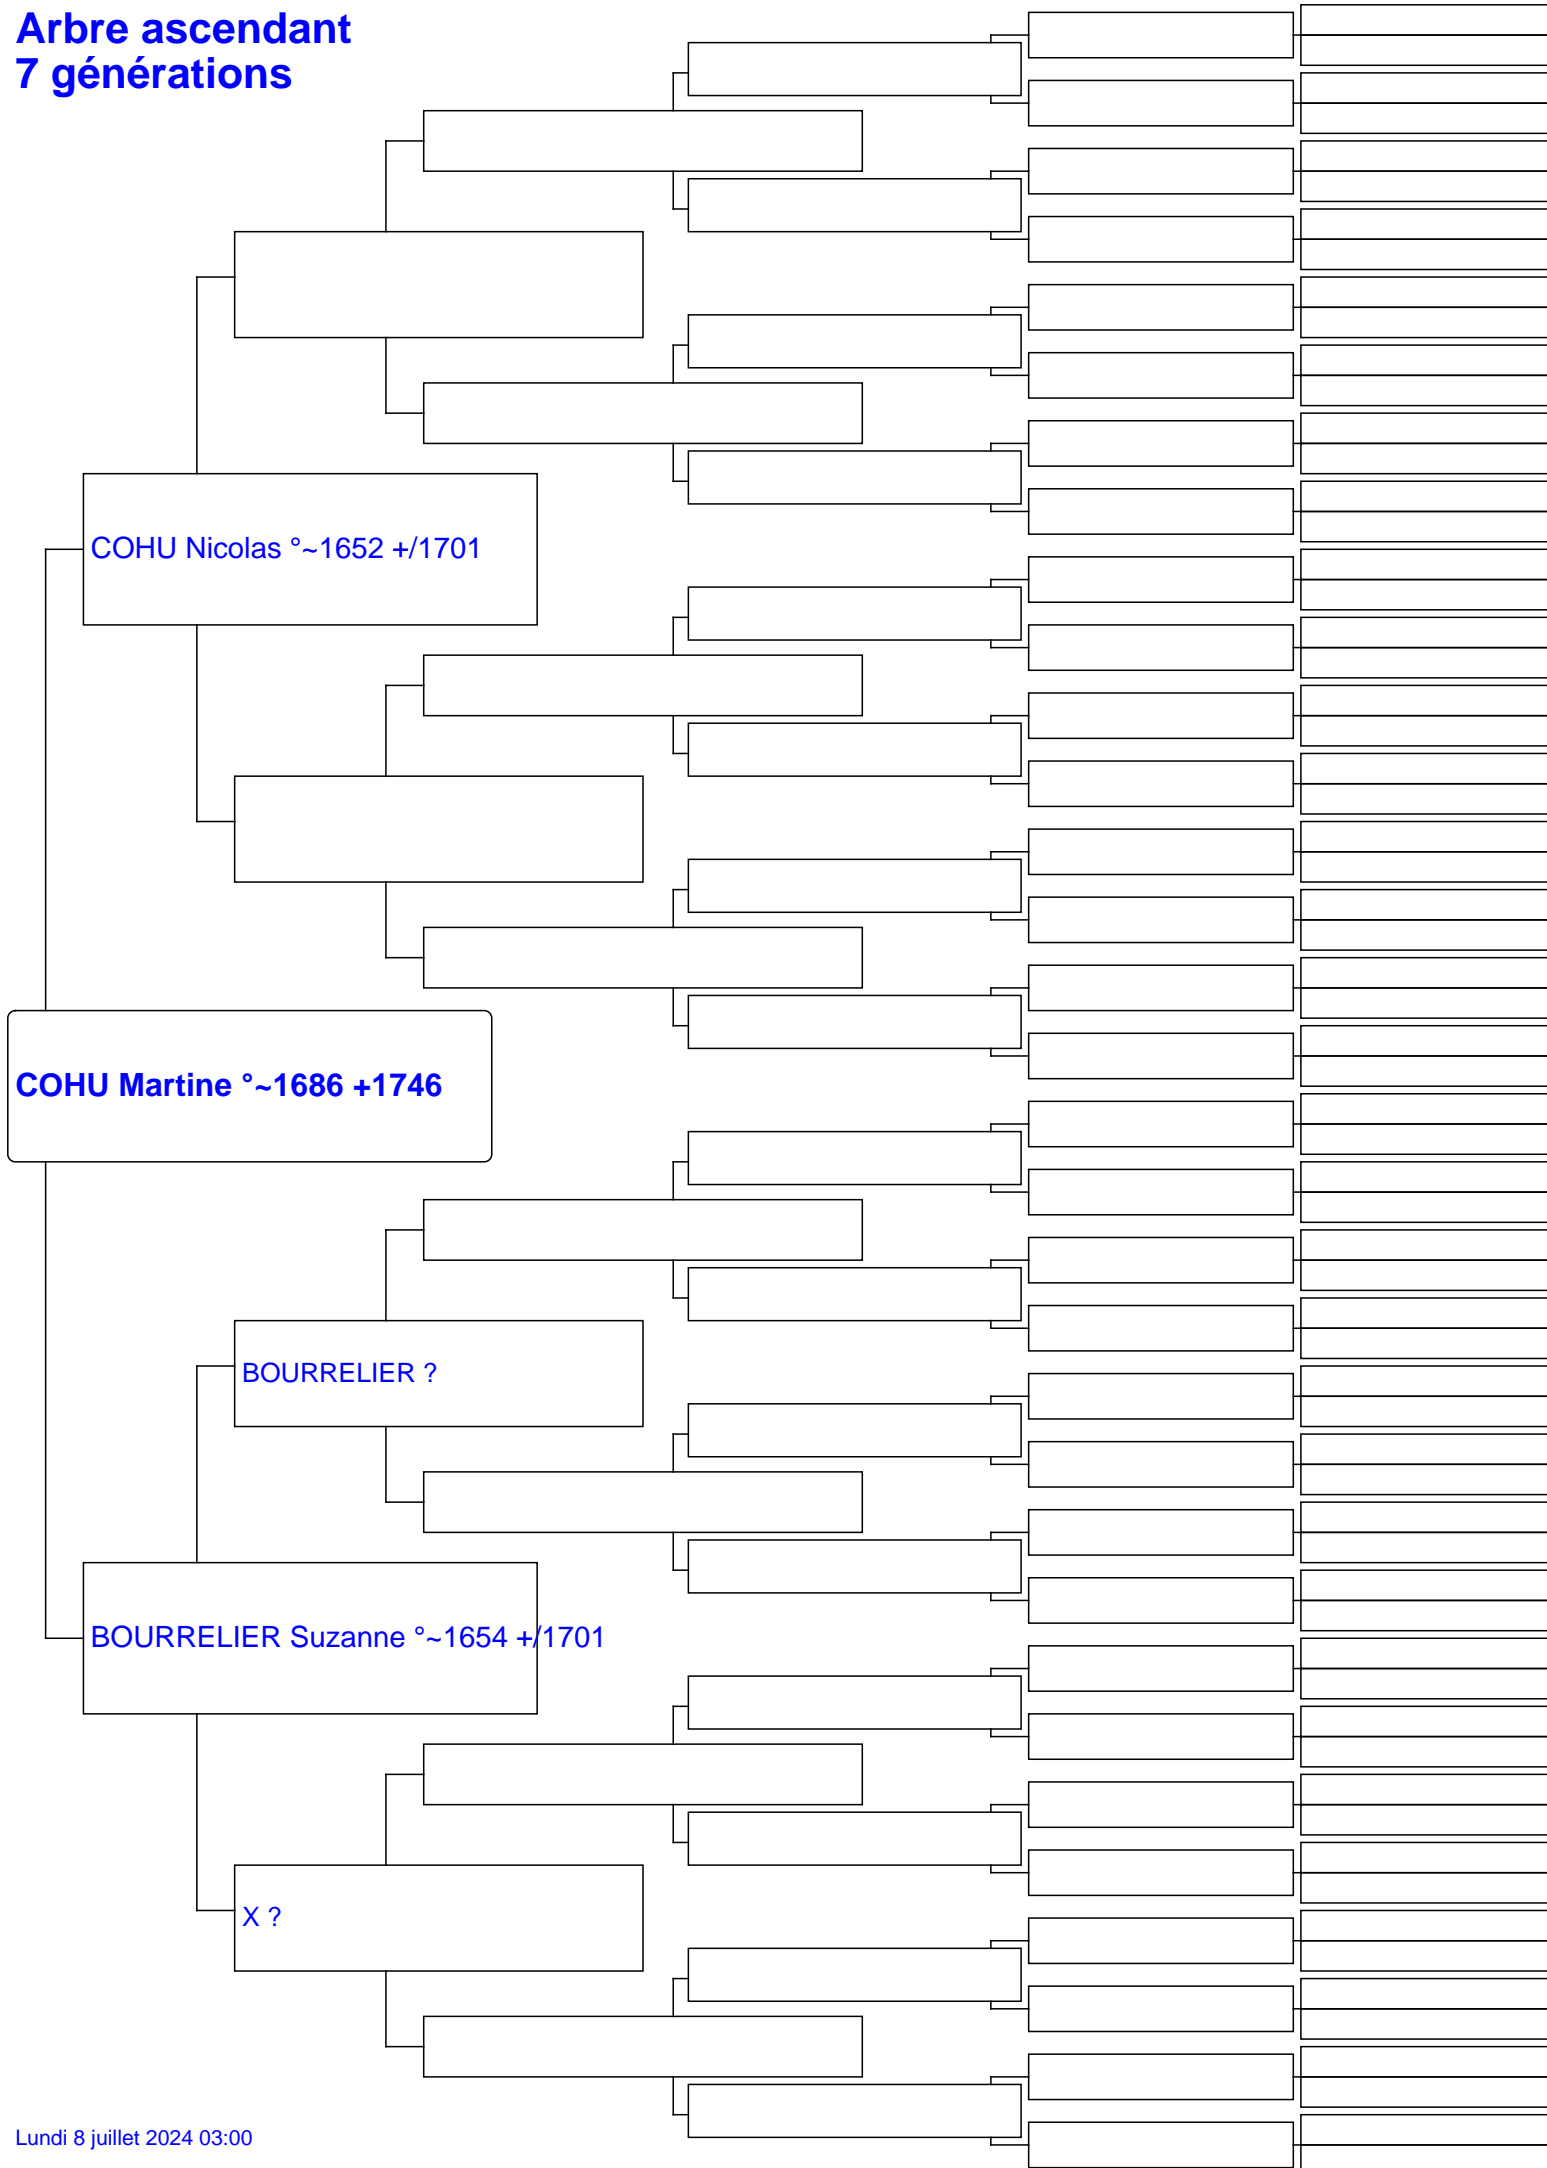 Arbre ascendant
7 générations
COHU Nicolas °~1652 +/1701
COHU Martine °~1686 +1746
BOURRELIER ?
BOURRELIER Suzanne °~1654 +/1701
X ?
Lundi 8 juillet 2024 03:00